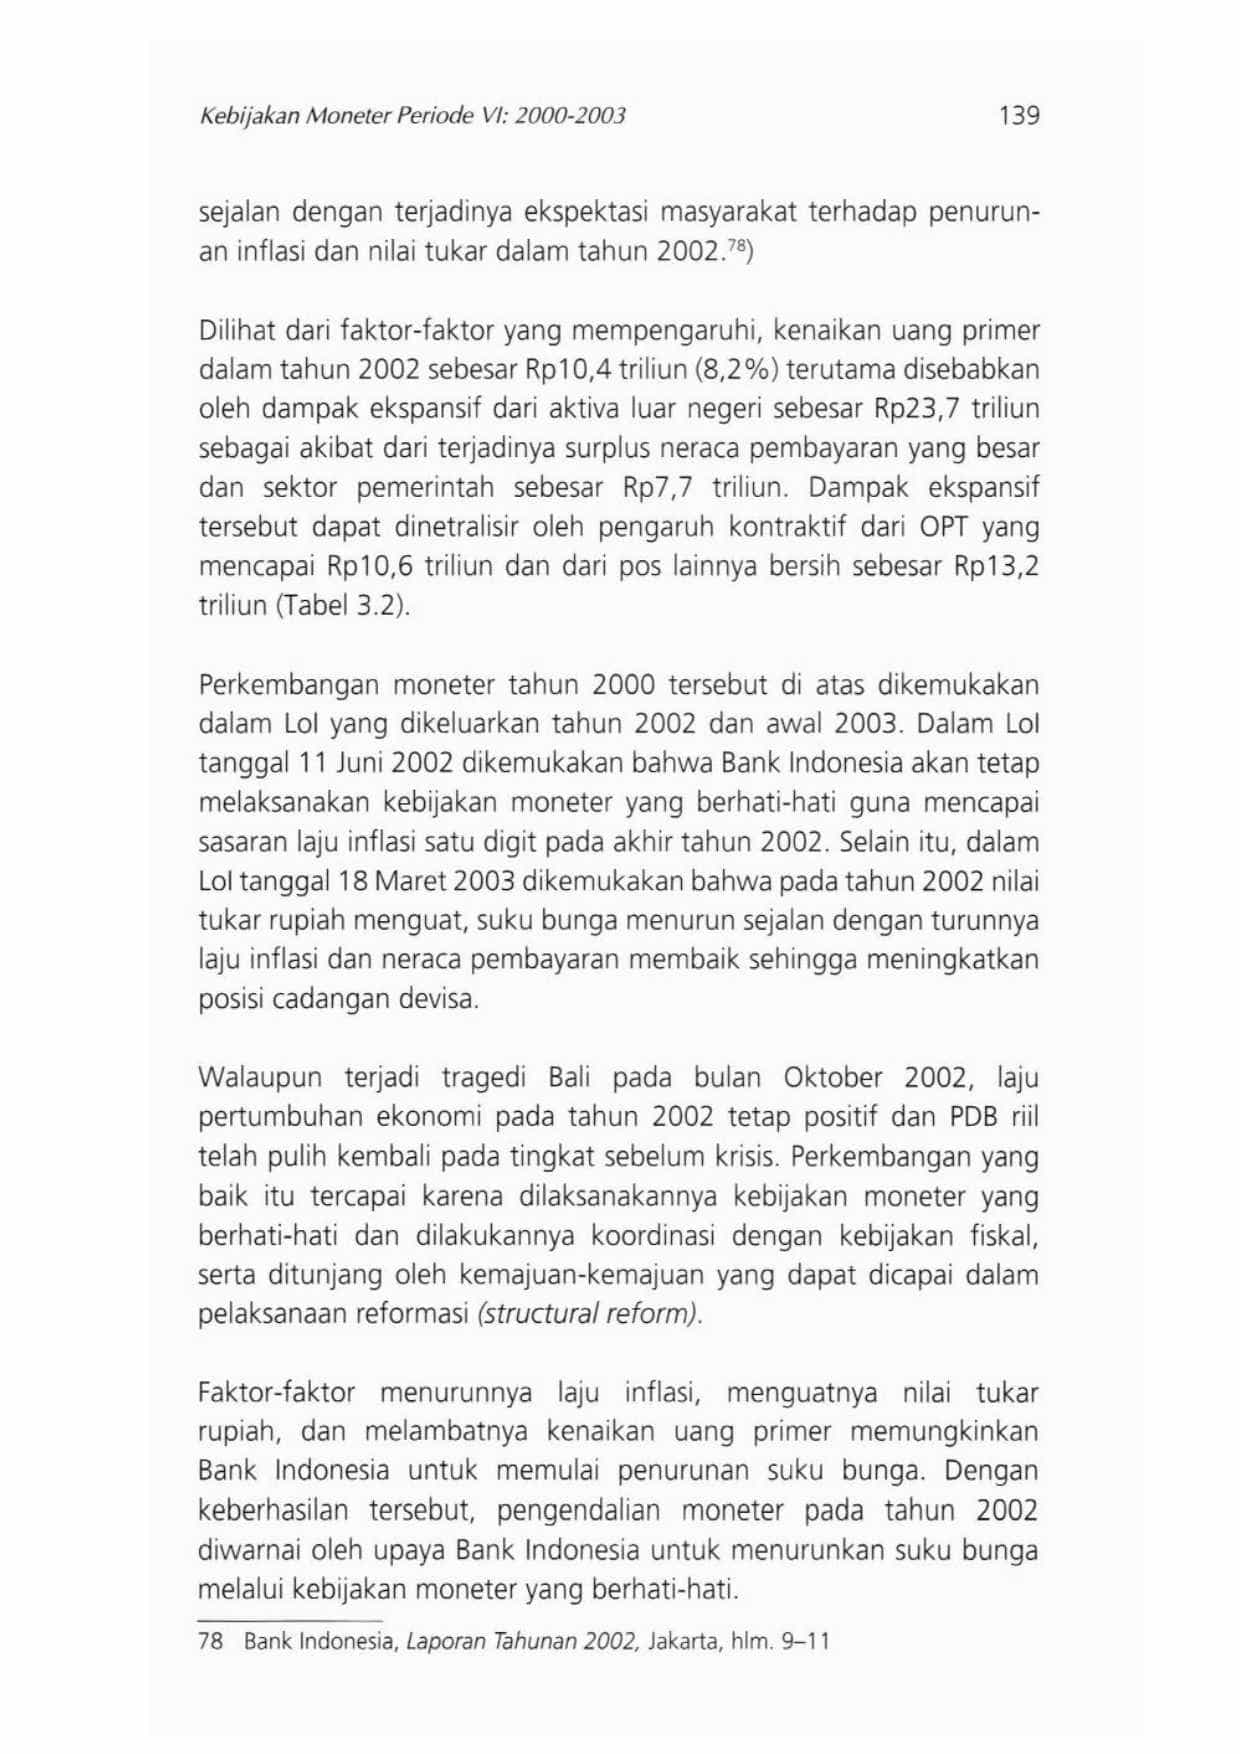 Kebijakan Moneter Periode VI: 2000-2003 139
sejalan dengan terjadinya ekspektasi masyarakat terhadap penurun-
an inflasi dan nilai tukar dalam tahun 2002.⁷⁸)
Dilihat dari faktor-faktor yang mempengaruhi, kenaikan uang primer
dalam tahun 2002 sebesar Rp10,4 triliun (8,2%) terutama disebabkan
oleh dampak ekspansif dari aktiva luar negeri sebesar Rp23,7 triliun
sebagai akibat dari terjadinya surplus neraca pembayaran yang besar
dan sektor pemerintah sebesar Rp7,7 triliun. Dampak ekspansif
tersebut dapat dinetralisir oleh pengaruh kontraktif dari OPT yang
mencapai Rp10,6 triliun dan dari pos lainnya bersih sebesar Rp13,2
triliun (Tabel 3.2).
Perkembangan moneter tahun 2000 tersebut di atas dikemukakan
dalam LoI yang dikeluarkan tahun 2002 dan awal 2003. Dalam LoI
tanggal 11 Juni 2002 dikemukakan bahwa Bank Indonesia akan tetap
melaksanakan kebijakan moneter yang berhati-hati guna mencapai
sasaran laju inflasi satu digit pada akhir tahun 2002. Selain itu, dalam
LoI tanggal 18 Maret 2003 dikemukakan bahwa pada tahun 2002 nilai
tukar rupiah menguat, suku bunga menurun sejalan dengan turunnya
laju inflasi dan neraca pembayaran membaik sehingga meningkatkan
posisi cadangan devisa.
Walaupun terjadi tragedi Bali pada bulan Oktober 2002, laju
pertumbuhan ekonomi pada tahun 2002 tetap positif dan PDB riil
telah pulih kembali pada tingkat sebelum krisis. Perkembangan yang
baik itu tercapai karena dilaksanakannya kebijakan moneter yang
berhati-hati dan dilakukannya koordinasi dengan kebijakan fiskal,
serta ditunjang oleh kemajuan-kemajuan yang dapat dicapai dalam
pelaksanaan reformasi (structural reform).
Faktor-faktor menurunnya laju inflasi, menguatnya nilai tukar
rupiah, dan melambatnya kenaikan uang primer memungkinkan
Bank Indonesia untuk memulai penurunan suku bunga. Dengan
keberhasilan tersebut, pengendalian moneter pada tahun 2002
diwarnai oleh upaya Bank Indonesia untuk menurunkan suku bunga
melalui kebijakan moneter yang berhati-hati.
78 Bank Indonesia, Laporan Tahunan 2002, Jakarta, hlm. 9–11